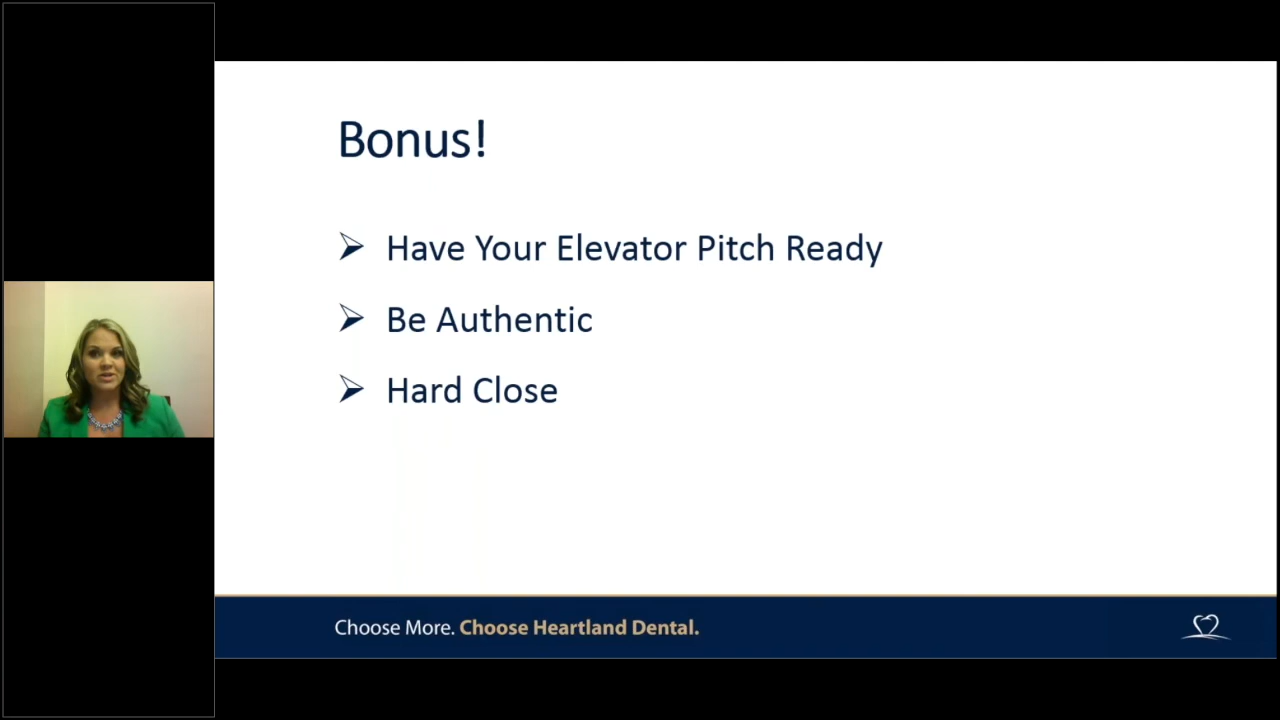 Bonus!
Have Your Elevator Pitch Ready
Be Authentic
Hard Close
Choose More. Choose Heartland Dental.